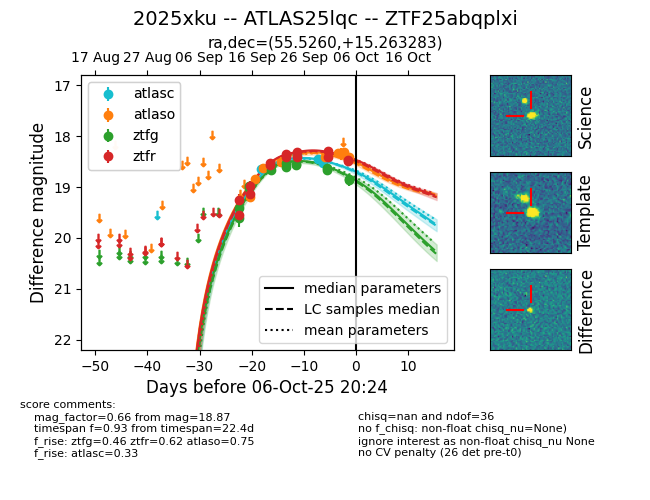 2025xku -- ATLAS25lqc -- ZTF25abqplxi
ra,dec=(55.5260,+15.263283)
17 Aug 27 Aug 06 Sep 16 Sep 26 Sep 06 Oct 16 Oct
17
18
19
20
21
22
Difference magnitude
atlasc
atlaso
ztfg
ztfr
median parameters
LC samples median
mean parameters
−50 −40 −30 −20 −10 0 10
Days before 06-Oct-25 20:24
Science
Template
Difference
score comments:
mag_factor=0.66 from mag=18.87
timespan f=0.93 from timespan=22.4d
f_rise: ztfg=0.46 ztfr=0.62 atlaso=0.75
f_rise: atlasc=0.33
chisq=nan and ndof=36
no f_chisq: non-float chisq_nu=None)
ignore interest as non-float chisq_nu None
no CV penalty (26 det pre-t0)